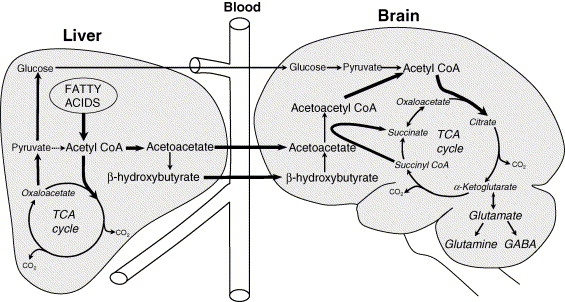 Blood
Liver
Brain
Glucose
FATTY
ACIDS
Pyruvate
Acetyl CoA
Acetoacetate
β-hydroxybutyrate
Oxaloacetate
TCA
cycle
CO2
CO2
Glucose
Pyruvate
Acetyl CoA
Acetoacetyl CoA
Oxaloacetate
Citrate
Succinate
TCA
cycle
Acetoacetate
Succinyl CoA
CO2
β-hydroxybutyrate
CO2
α-Ketoglutarate
Glutamate
Glutamine
GABA